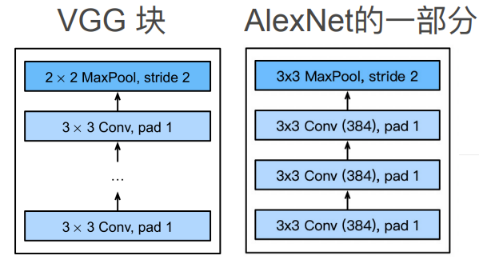 VGG 块
2 × 2 MaxPool, stride 2
3 × 3 Conv, pad 1
...
3 × 3 Conv, pad 1
AlexNet的一部分
3x3 MaxPool, stride 2
3x3 Conv (384), pad 1
3x3 Conv (384), pad 1
3x3 Conv (384), pad 1